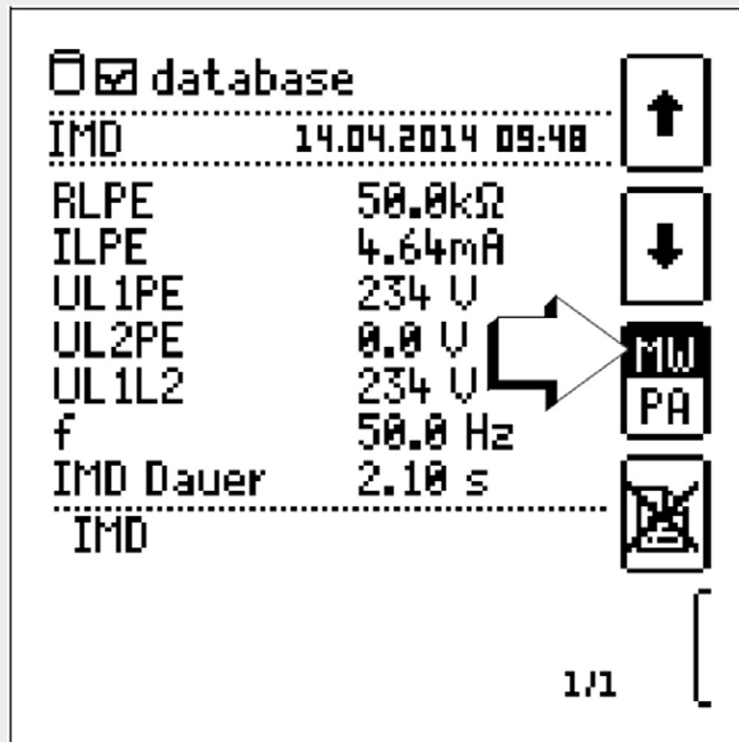 database
IMD 14.04.2014 09:48
RLPE 50.0kΩ
ILPE 4.64mA
UL1PE 234 V
UL2PE 0.0 V
UL1L2 234 V
f 50.0 Hz
IMD Dauer 2.10 s
IMD
MW
PA
1/1